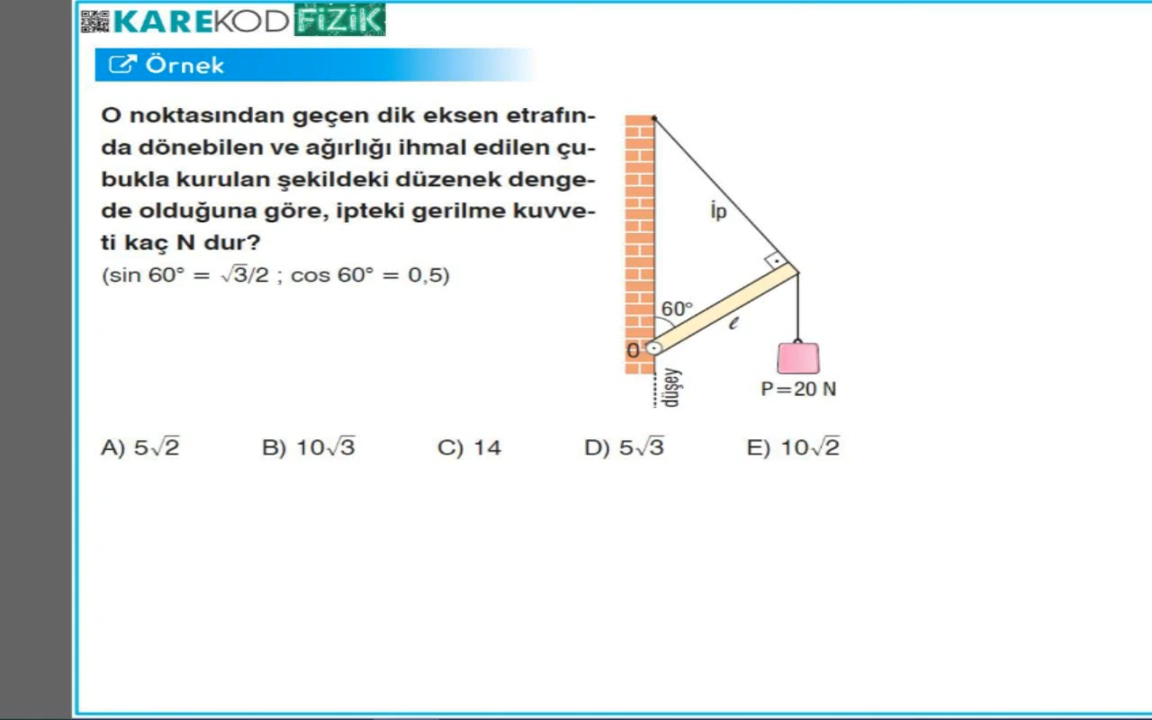 KAREKOD FiZiK
Örnek
O noktasından geçen dik eksen etrafın-
da dönebilen ve ağırlığı ihmal edilen çu-
bukla kurulan şekildeki düzenek denge-
de olduğuna göre, ipteki gerilme kuvve-
ti kaç N dur?
(sin 60° = √3/2 ; cos 60° = 0,5)
İp
60°
ℓ
O
düşey
P=20 N
A) 5√2 B) 10√3 C) 14 D) 5√3 E) 10√2